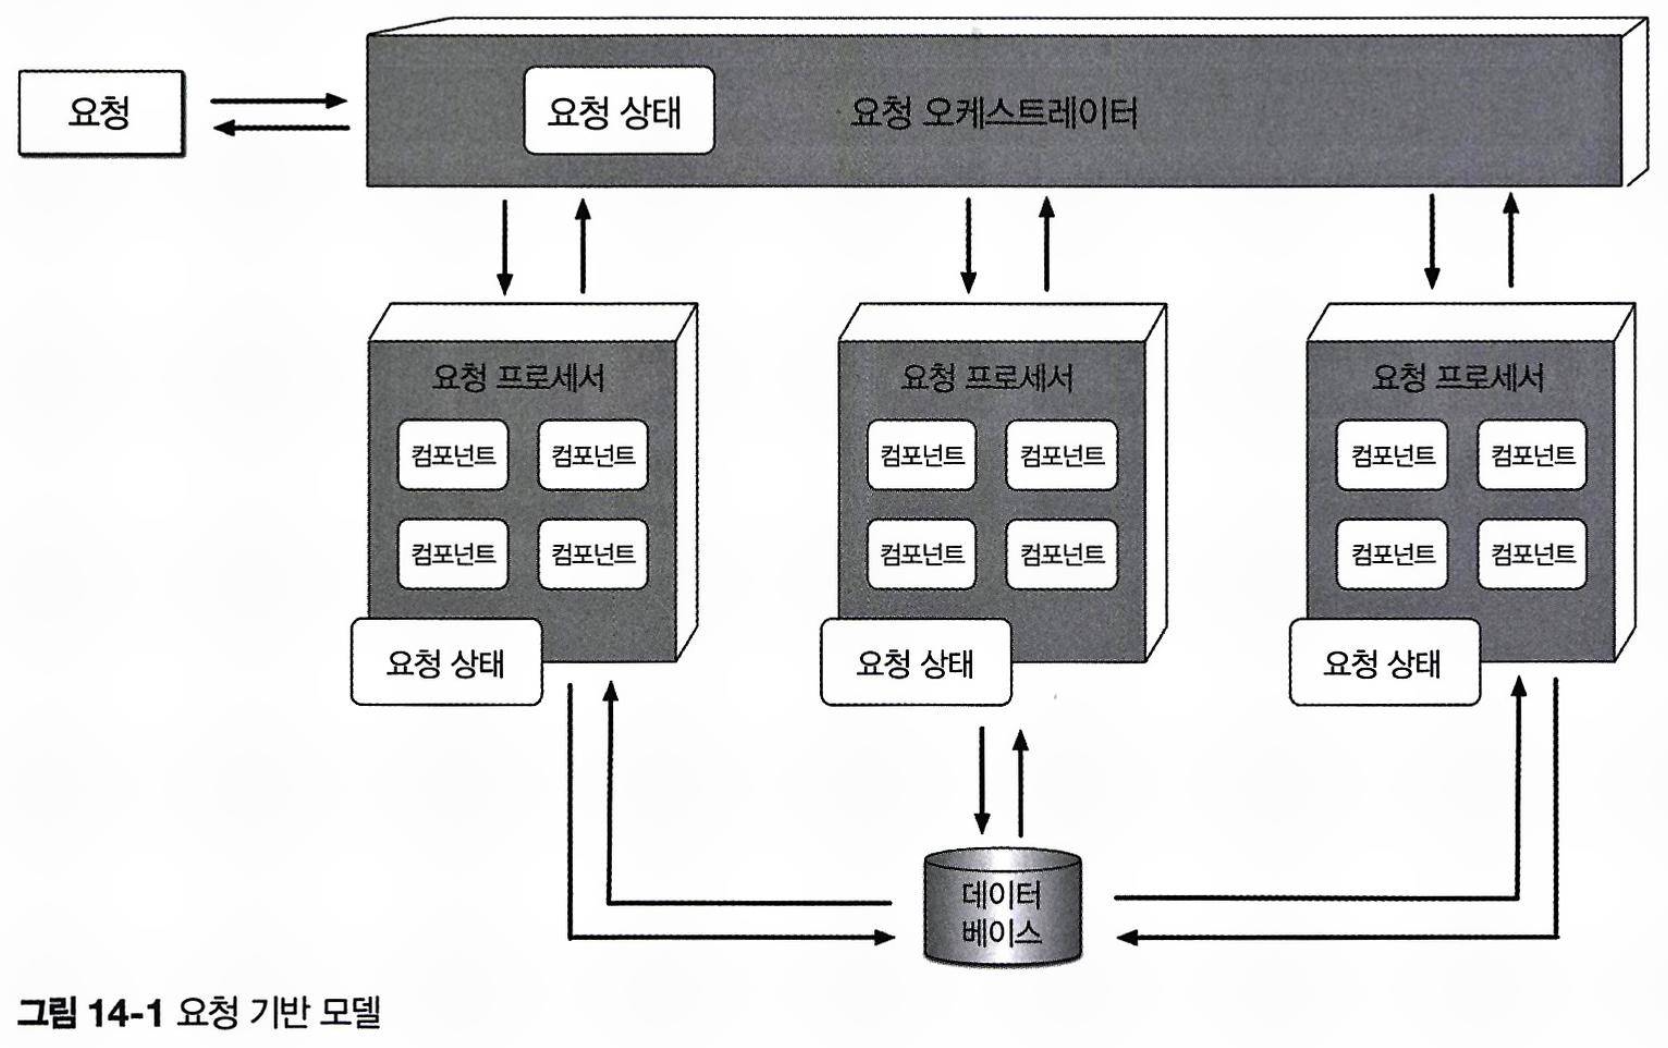 요청
요청 상태
요청 오케스트레이터
요청 프로세서
컴포넌트
컴포넌트
컴포넌트
컴포넌트
요청 상태
요청 프로세서
컴포넌트
컴포넌트
컴포넌트
컴포넌트
요청 상태
요청 프로세서
컴포넌트
컴포넌트
컴포넌트
컴포넌트
요청 상태
데이터
베이스
그림 14-1 요청 기반 모델